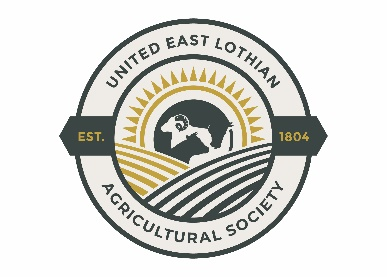 UNITED EAST LOTHIAN
EST. 1804
AGRICULTURAL SOCIETY